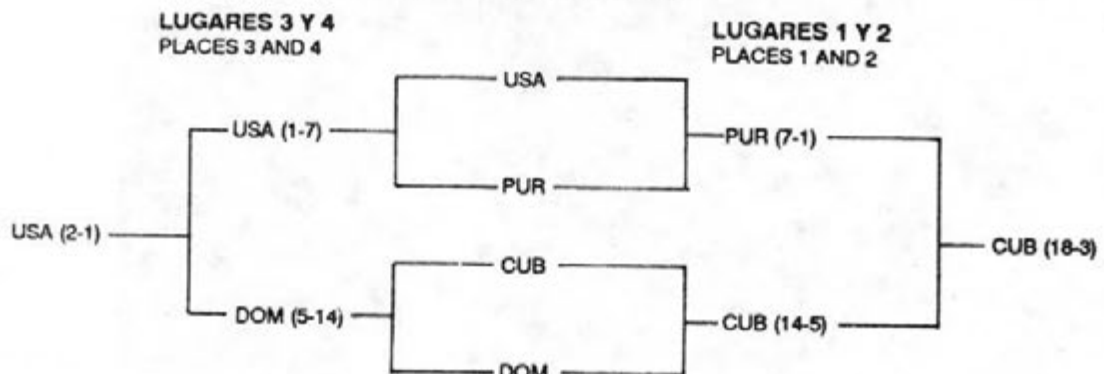 LUGARES 3 Y 4
PLACES 3 AND 4
LUGARES 1 Y 2
PLACES 1 AND 2
USA
USA (1-7)
PUR (7-1)
PUR
USA (2-1)
CUB (18-3)
CUB
DOM (5-14)
CUB (14-5)
DOM